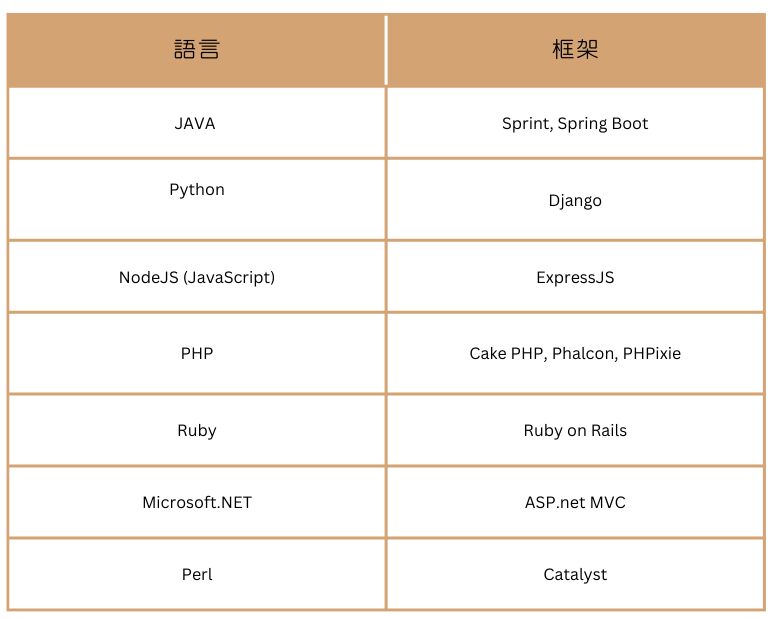 語言 框架
JAVA Sprint, Spring Boot
Python Django
NodeJS (JavaScript) ExpressJS
PHP Cake PHP, Phalcon, PHPixie
Ruby Ruby on Rails
Microsoft.NET ASP.net MVC
Perl Catalyst